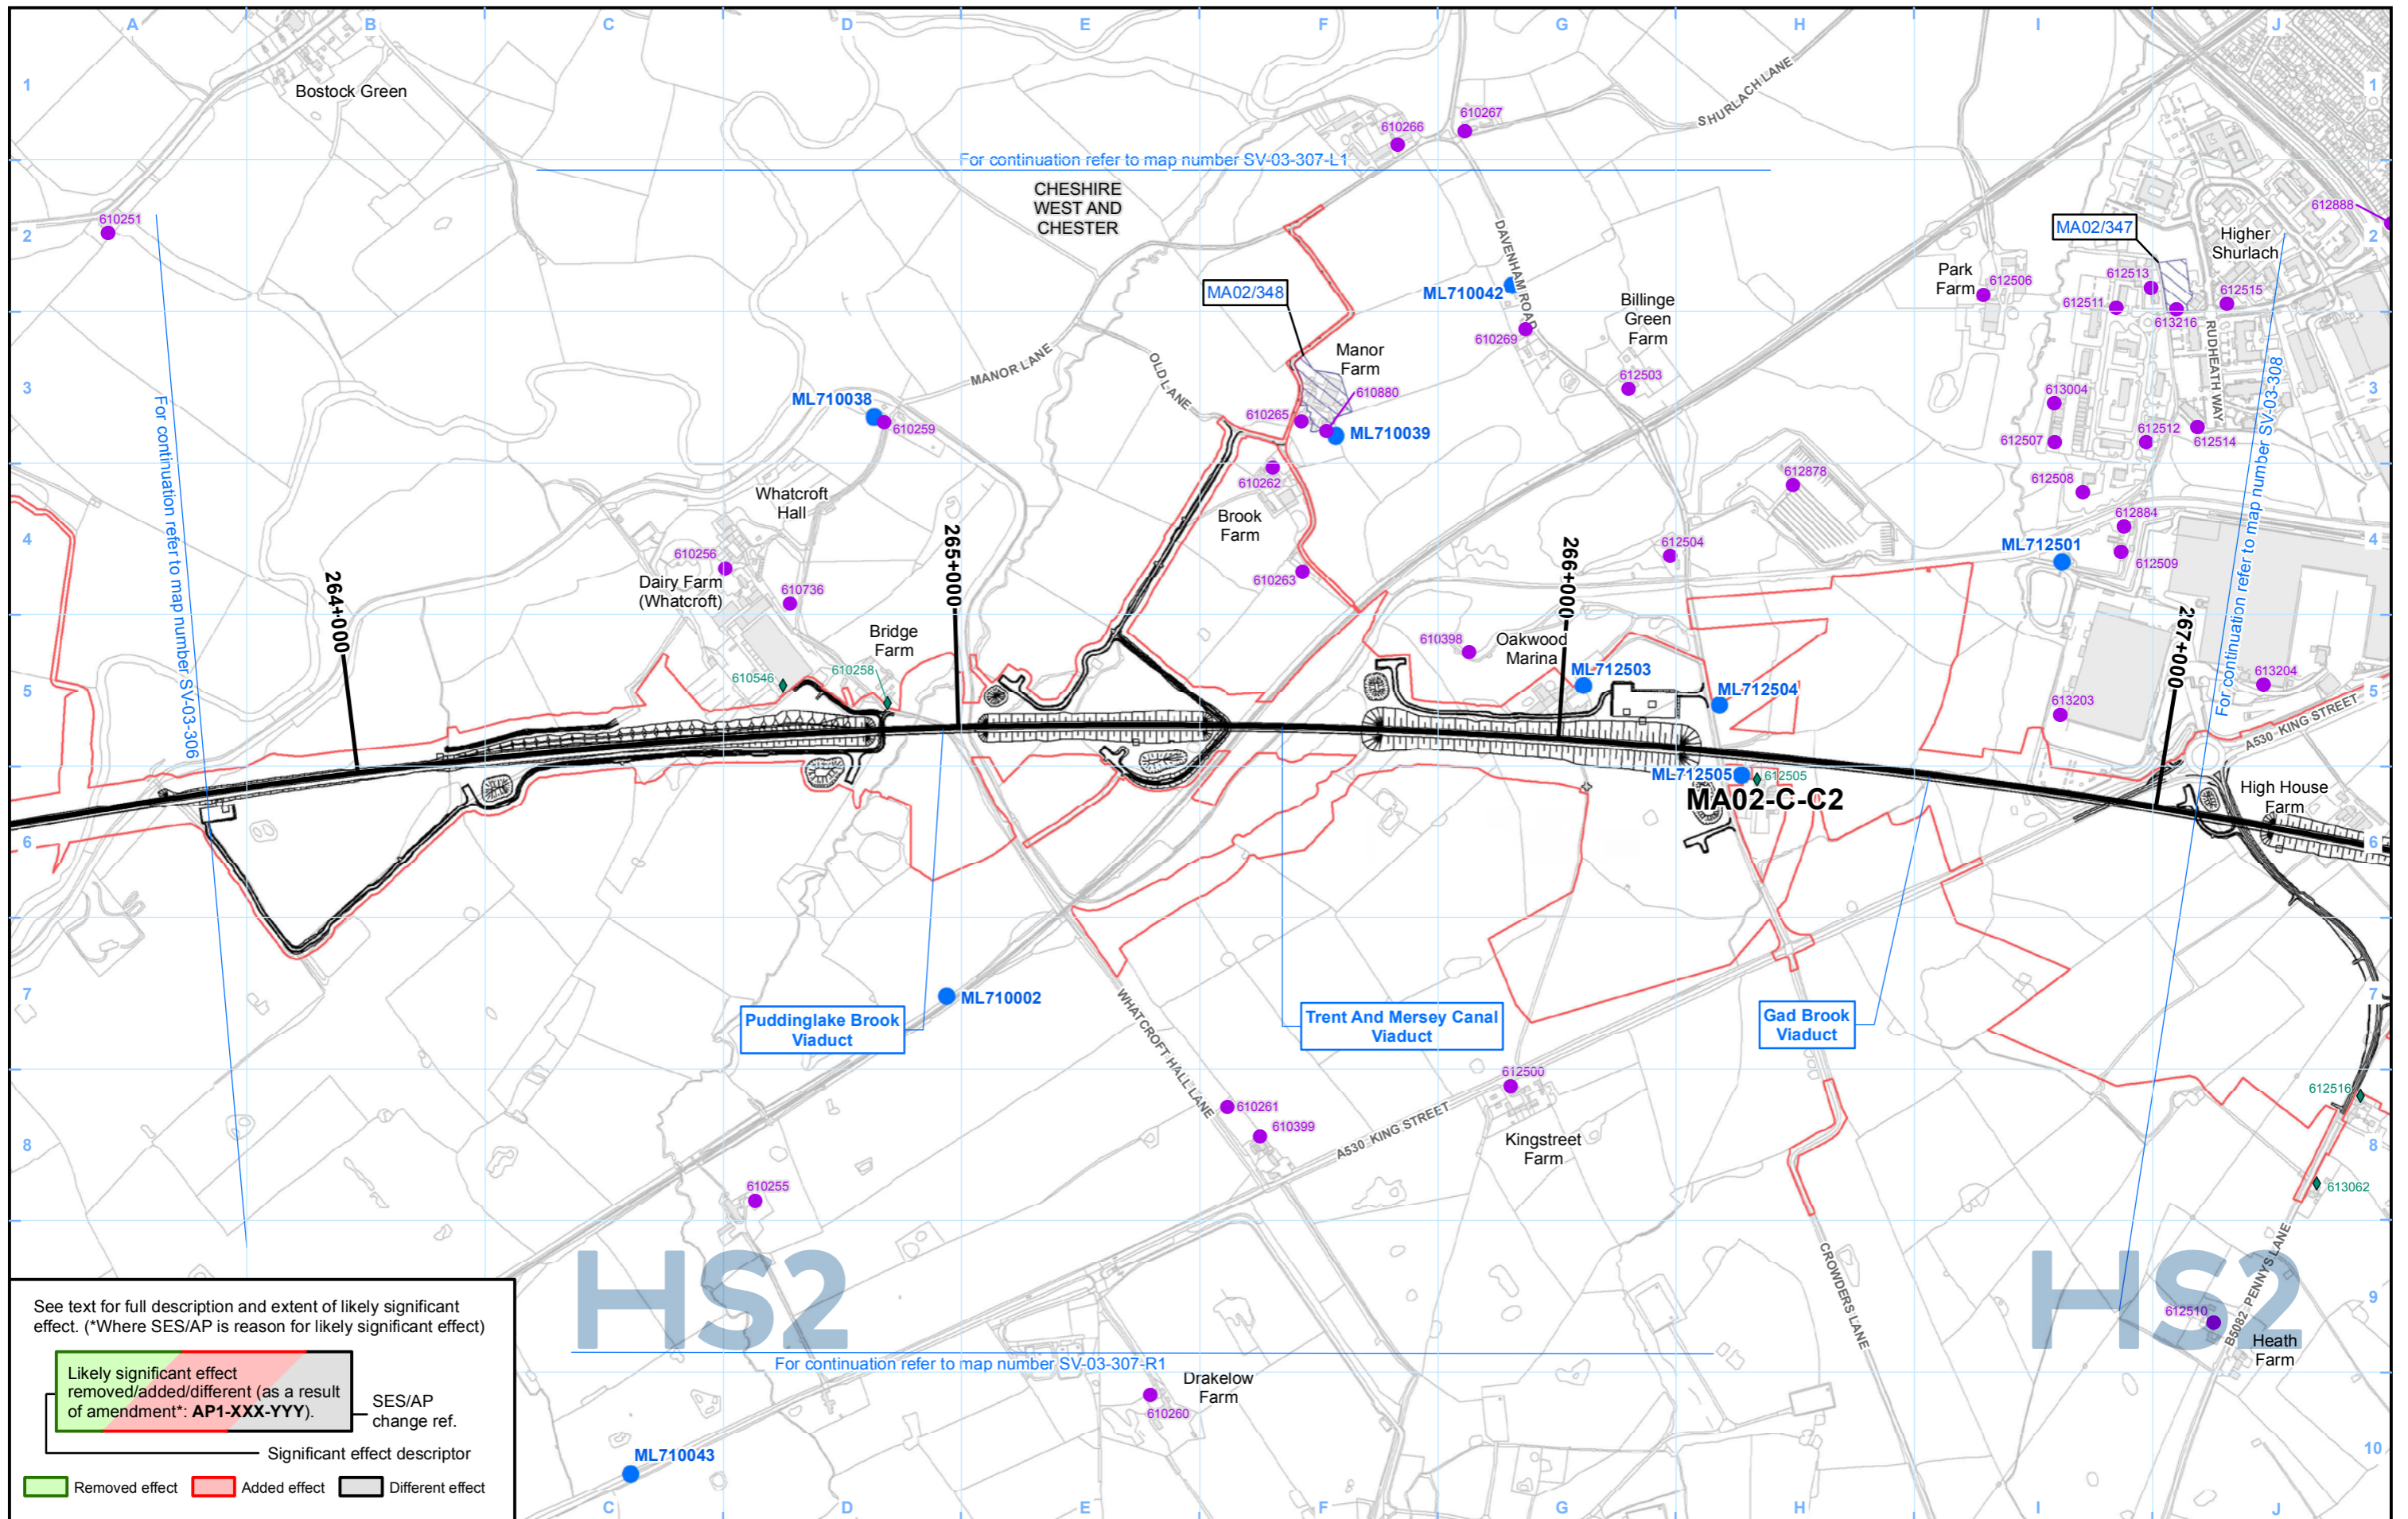 A B C D E F G H I J
1
1
Bostock Green
SHURLACH LANE
610266
610267
For continuation refer to map number SV-03-307-L1
CHESHIRE
WEST AND
CHESTER
610251
2
2
612888
MA02/347
Higher
Shurlach
MA02/348
ML710042
DAVENHAM ROAD
Billinge
Green
Farm
Park
Farm
612506
612513
612511
612515
613216
610269
RUDHEATH WAY
Manor
Farm
MANOR LANE
OLD LANE
3
3
ML710038
610259
610265
610880
ML710039
612503
613004
612507
612512
612514
For continuation refer to map number SV-03-306
For continuation refer to map number SV-03-308
Whatcroft
Hall
610262
Brook
Farm
612878
612508
612884
4
4
264+000
265+000
266+000
267+000
610256
Dairy Farm
(Whatcroft)
610736
610263
612504
ML712501
612509
Bridge
Farm
610258
610546
610398
Oakwood
Marina
ML712503
ML712504
5
5
613204
613203
A530 KING STREET
ML712505
612505
MA02-C-C2
High House
Farm
6
6
7
7
ML710002
Puddinglake Brook
Viaduct
WHATCROFT HALL LANE
Trent And Mersey Canal
Viaduct
Gad Brook
Viaduct
612500
610261
610399
A530 KING STREET
Kingstreet
Farm
612516
8
8
610255
613062
CROWDERS LANE
HS2
HS2
9
9
612510
B5082 PENNYS LANE
Heath
Farm
For continuation refer to map number SV-03-307-R1
Drakelow
Farm
610260
ML710043
10
See text for full description and extent of likely significant
effect. (*Where SES/AP is reason for likely significant effect)
Likely significant effect
removed/added/different (as a result
of amendment*: AP1-XXX-YYY).
SES/AP
change ref.
Significant effect descriptor
Removed effect
Added effect
Different effect
C D E F G H I J